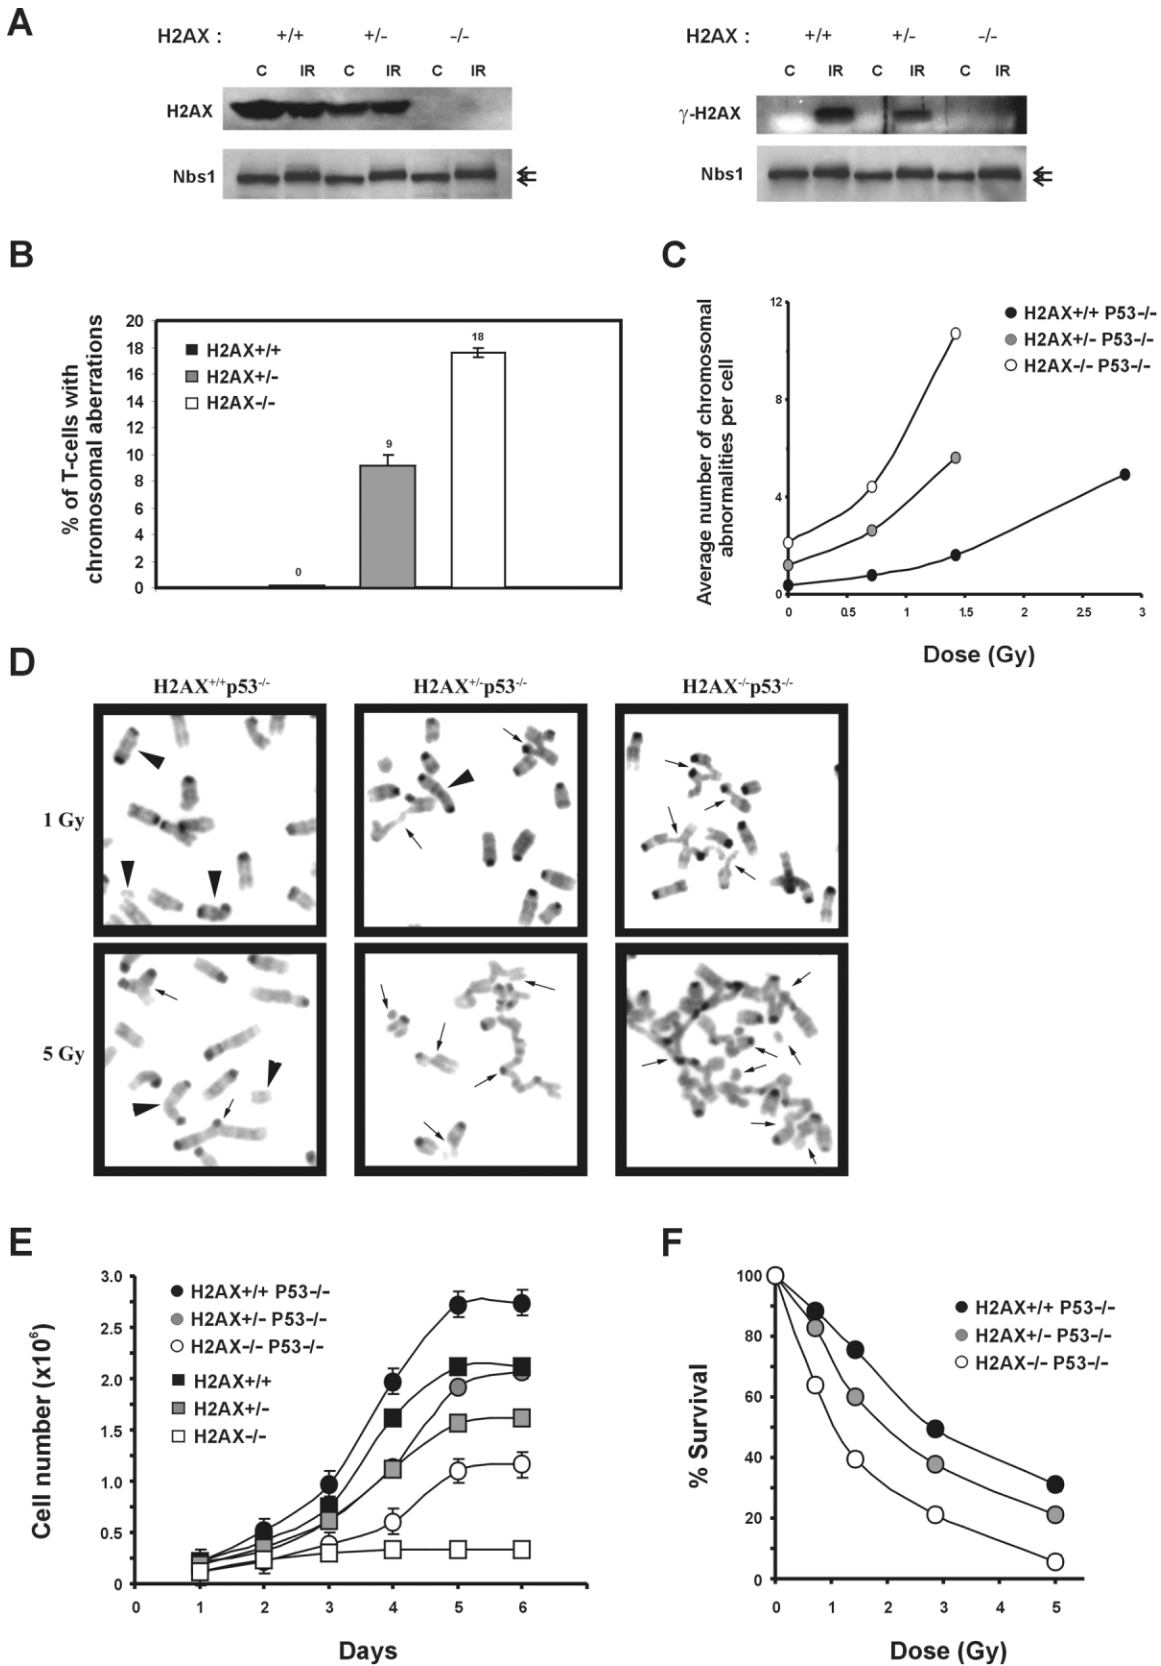 A
H2AX : +/+ +/- -/-
C IR C IR C IR
H2AX
Nbs1
H2AX : +/+ +/- -/-
C IR C IR C IR
γ-H2AX
Nbs1
B
% of T-cells with
chromosomal aberrations
20
18
16
14
12
10
8
6
4
2
0
H2AX+/+
H2AX+/-
H2AX-/-
0
9
18
C
Average number of chromosomal
abnormalities per cell
12
8
4
0
0 0.5 1 1.5 2 2.5 3
Dose (Gy)
H2AX+/+ P53-/-
H2AX+/- P53-/-
H2AX-/- P53-/-
D
H2AX+/+p53-/- H2AX+/-p53-/- H2AX-/-p53-/-
1 Gy
5 Gy
E
Cell number (x10⁶)
3.0
2.5
2.0
1.5
1.0
0.5
0
0 1 2 3 4 5 6
Days
H2AX+/+ P53-/-
H2AX+/- P53-/-
H2AX-/- P53-/-
H2AX+/+
H2AX+/-
H2AX-/-
F
% Survival
100
80
60
40
20
0
0 1 2 3 4 5
Dose (Gy)
H2AX+/+ P53-/-
H2AX+/- P53-/-
H2AX-/- P53-/-